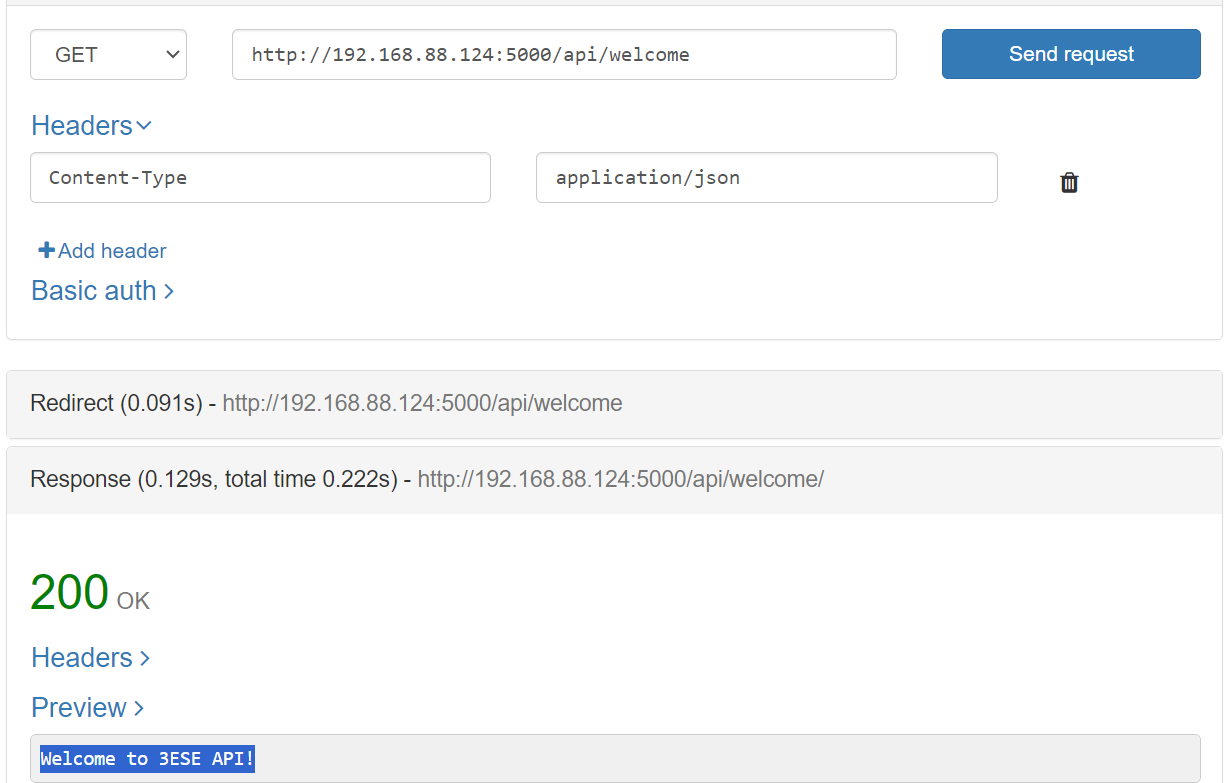 GET http://192.168.88.124:5000/api/welcome Send request
Headers
Content-Type application/json
Add header
Basic auth
Redirect (0.091s) - http://192.168.88.124:5000/api/welcome
Response (0.129s, total time 0.222s) - http://192.168.88.124:5000/api/welcome/
200 OK
Headers
Preview
Welcome to 3ESE API!